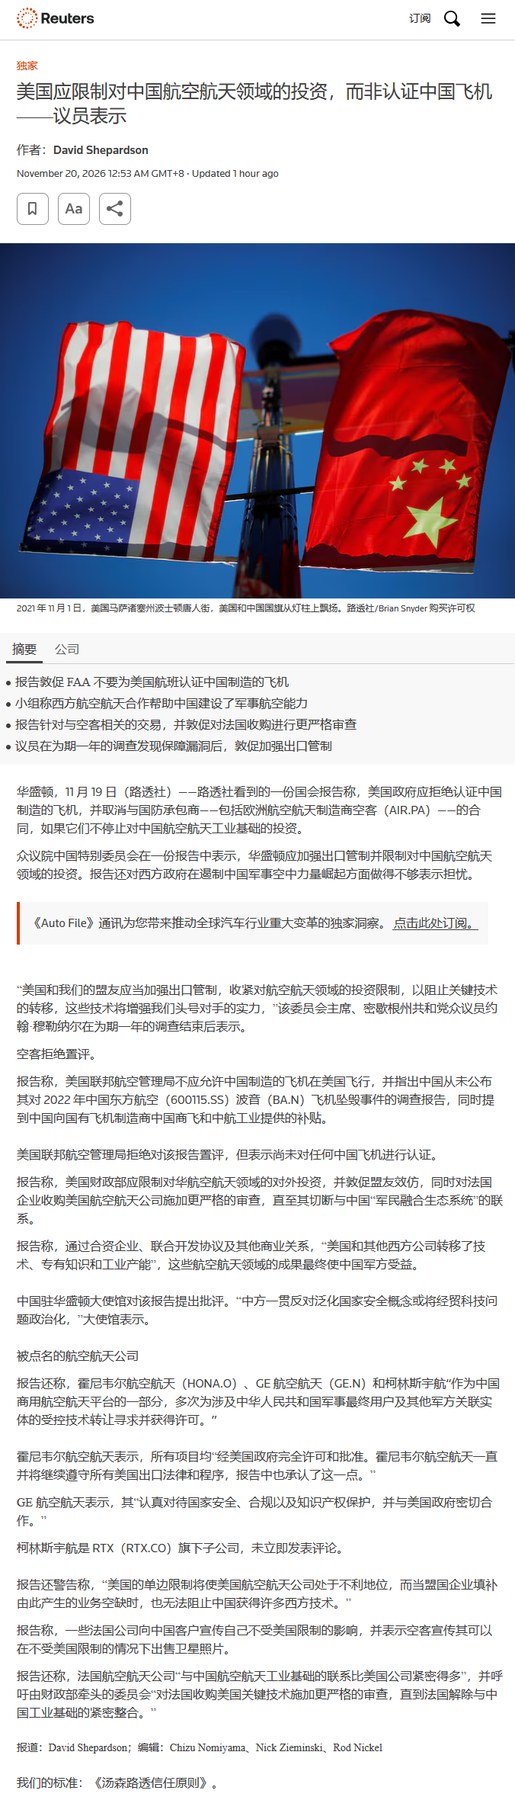 Reuters
订阅
独家
美国应限制对中国航空航天领域的投资，而非认证中国飞机
——议员表示
作者：David Shepardson
November 20, 2026 12:53 AM GMT+8 · Updated 1 hour ago
Aa
2021 年 11 月 1 日，美国马萨诸塞州波士顿唐人街，美国和中国国旗从灯柱上飘扬。路透社/Brian Snyder 购买许可权
摘要
公司
报告敦促 FAA 不要为美国航班认证中国制造的飞机
小组称西方航空航天合作帮助中国建设了军事航空能力
报告针对与空客相关的交易，并敦促对法国收购进行更严格审查
议员在为期一年的调查发现保障漏洞后，敦促加强出口管制
华盛顿，11 月 19 日（路透社）——路透社看到的一份国会报告称，美国政府应拒绝认证中国
制造的飞机，并取消与国防承包商——包括欧洲航空航天制造商空客（AIR.PA）——的合
同，如果它们不停止对中国航空航天工业基础的投资。
众议院中国特别委员会在一份报告中表示，华盛顿应加强出口管制并限制对中国航空航天
领域的投资。报告还对西方政府在遏制中国军事空中力量崛起方面做得不够表示担忧。
《Auto File》通讯为您带来推动全球汽车行业重大变革的独家洞察。 点击此处订阅。
“美国和我们的盟友应当加强出口管制，收紧对航空航天领域的投资限制，以阻止关键技术
的转移，这些技术将增强我们头号对手的实力，”该委员会主席、密歇根州共和党众议员约
翰·穆勒纳尔在为期一年的调查结束后表示。
空客拒绝置评。
报告称，美国联邦航空管理局不应允许中国制造的飞机在美国飞行，并指出中国从未公布
其对 2022 年中国东方航空（600115.SS）波音（BA.N）飞机坠毁事件的调查报告，同时提
到中国向国有飞机制造商中国商飞和中航工业提供的补贴。
美国联邦航空管理局拒绝对该报告置评，但表示尚未对任何中国飞机进行认证。
报告称，美国财政部应限制对华航空航天领域的对外投资，并敦促盟友效仿，同时对法国
企业收购美国航空航天公司施加更严格的审查，直至其切断与中国“军民融合生态系统”的联
系。
报告称，通过合资企业、联合开发协议及其他商业关系，“美国和其他西方公司转移了技
术、专有知识和工业产能”，这些航空航天领域的成果最终使中国军方受益。
中国驻华盛顿大使馆对该报告提出批评。“中方一贯反对泛化国家安全概念或将经贸科技问
题政治化，”大使馆表示。
被点名的航空航天公司
报告还称，霍尼韦尔航空航天（HONA.O）、GE 航空航天（GE.N）和柯林斯宇航“作为中国
商用航空航天平台的一部分，多次为涉及中华人民共和国军事最终用户及其他军方关联实
体的受控技术转让寻求并获得许可。”
霍尼韦尔航空航天表示，所有项目均“经美国政府完全许可和批准。霍尼韦尔航空航天一直
并将继续遵守所有美国出口法律和程序，报告中也承认了这一点。”
GE 航空航天表示，其“认真对待国家安全、合规以及知识产权保护，并与美国政府密切合
作。”
柯林斯宇航是 RTX（RTX.CO）旗下子公司，未立即发表评论。
报告还警告称，“美国的单边限制将使美国航空航天公司处于不利地位，而当盟国企业填补
由此产生的业务空缺时，也无法阻止中国获得许多西方技术。”
报告称，一些法国公司向中国客户宣传自己不受美国限制的影响，并表示空客宣传其可以
在不受美国限制的情况下出售卫星照片。
报告还称，法国航空航天公司“与中国航空航天工业基础的联系比美国公司紧密得多”，并呼
吁由财政部牵头的委员会“对法国收购美国关键技术施加更严格的审查，直到法国解除与中
国工业基础的紧密整合。”
报道：David Shepardson；编辑：Chizu Nomiyama、Nick Zieminski、Rod Nickel
我们的标准：《汤森路透信任原则》。